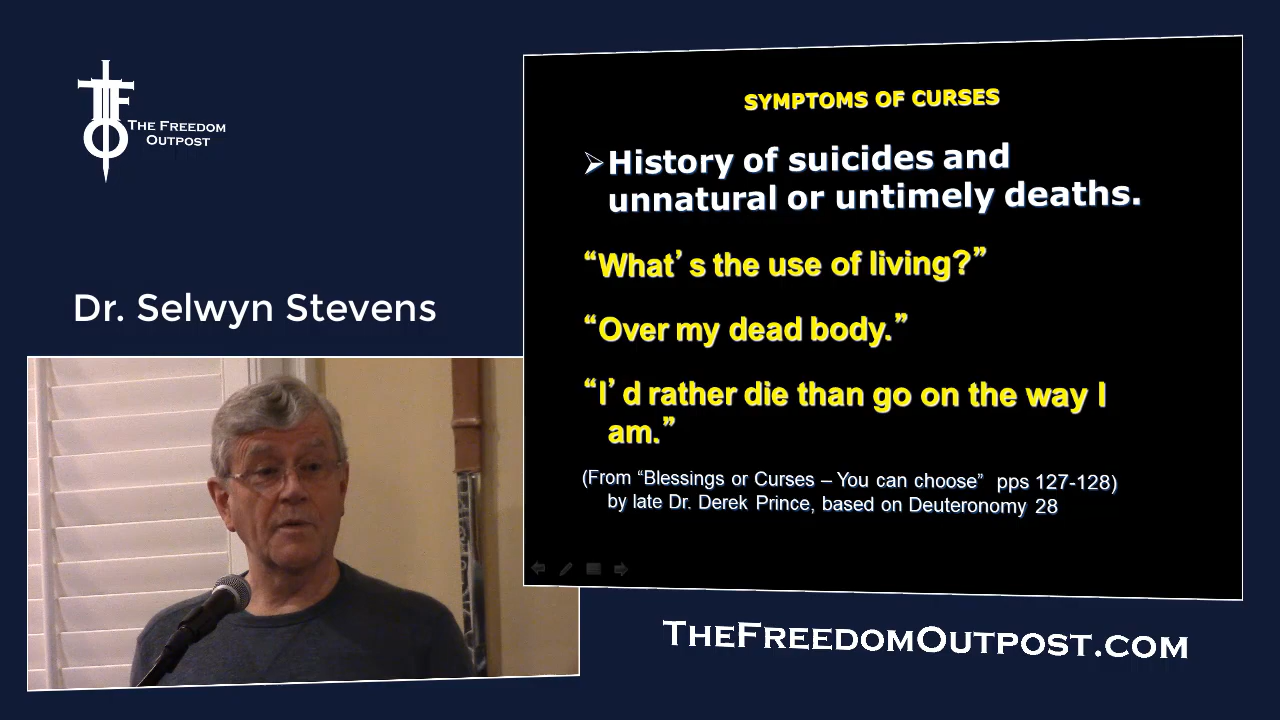 THE FREEDOM
OUTPOST
Dr. Selwyn Stevens
SYMPTOMS OF CURSES
➢History of suicides and
unnatural or untimely deaths.
“What’s the use of living?”
“Over my dead body.”
“I’d rather die than go on the way I
am.”
(From “Blessings or Curses – You can choose” pps 127-128)
by late Dr. Derek Prince, based on Deuteronomy 28
THEFREEDOMOUTPOST.COM